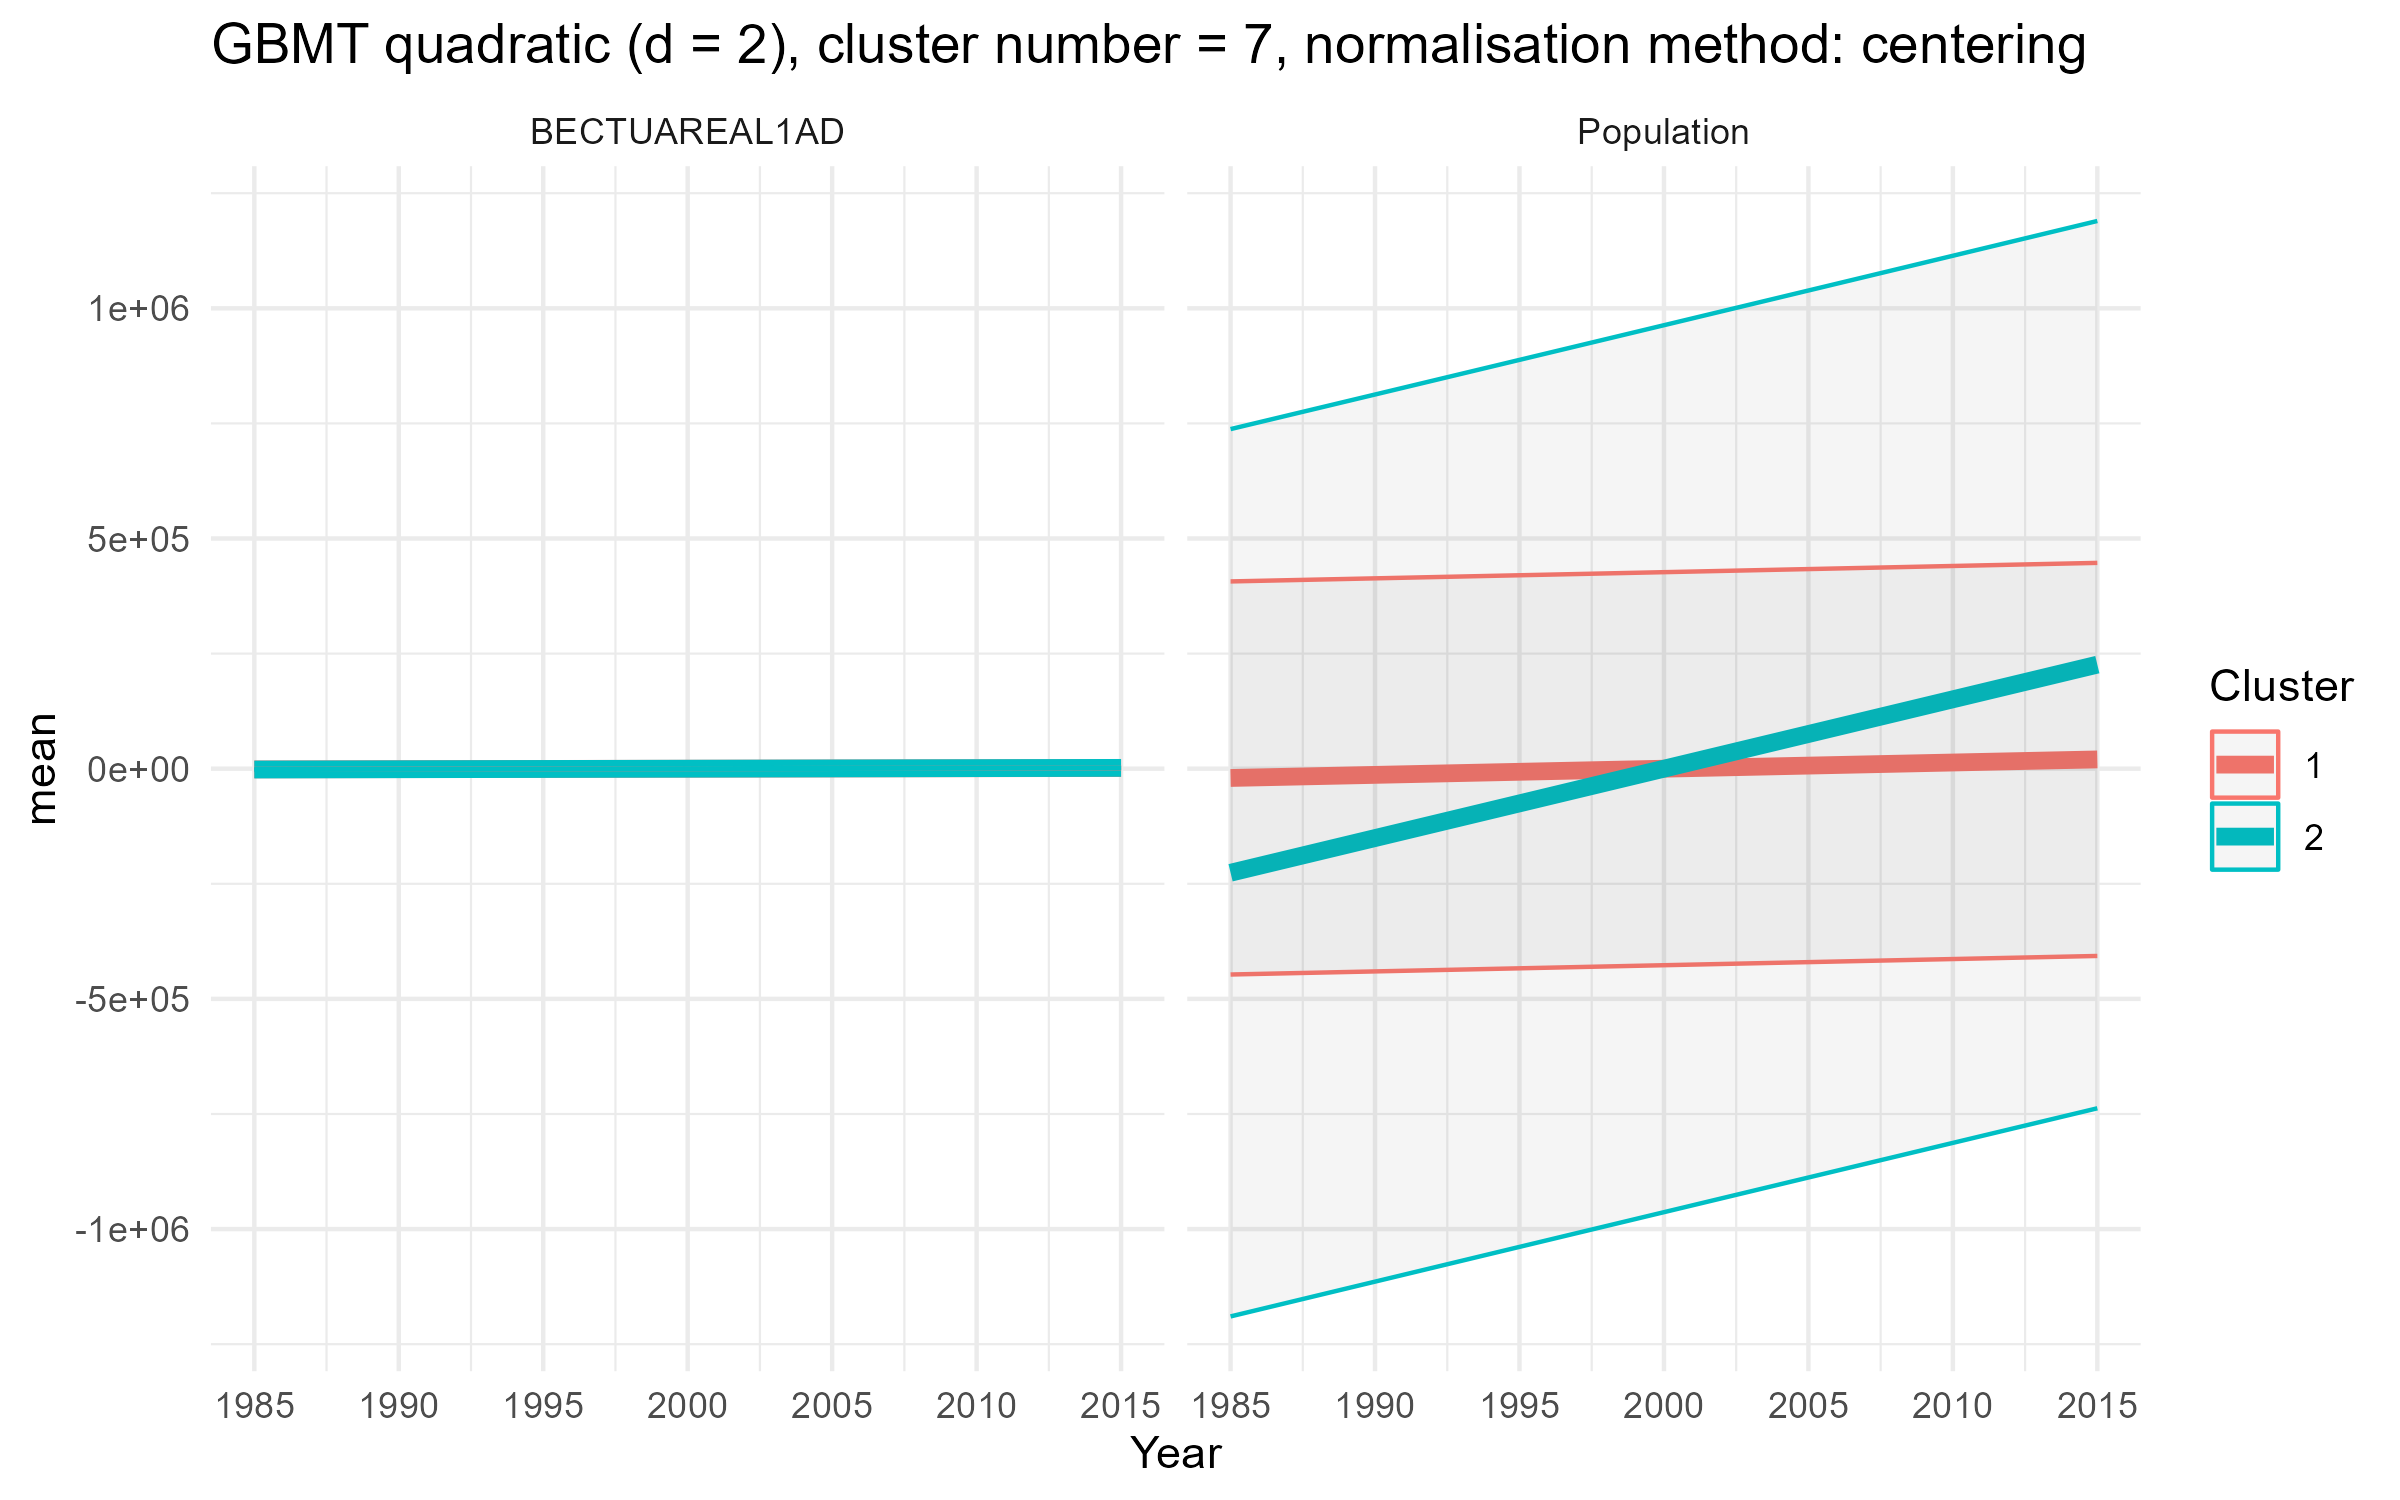 GBMT quadratic (d = 2), cluster number = 7, normalisation method: centering
BECTUAREAL1AD
Population
1e+06
5e+05
0e+00
-5e+05
-1e+06
mean
1985 1990 1995 2000 2005 2010 2015
1985 1990 1995 2000 2005 2010 2015
Year
Cluster
1
2